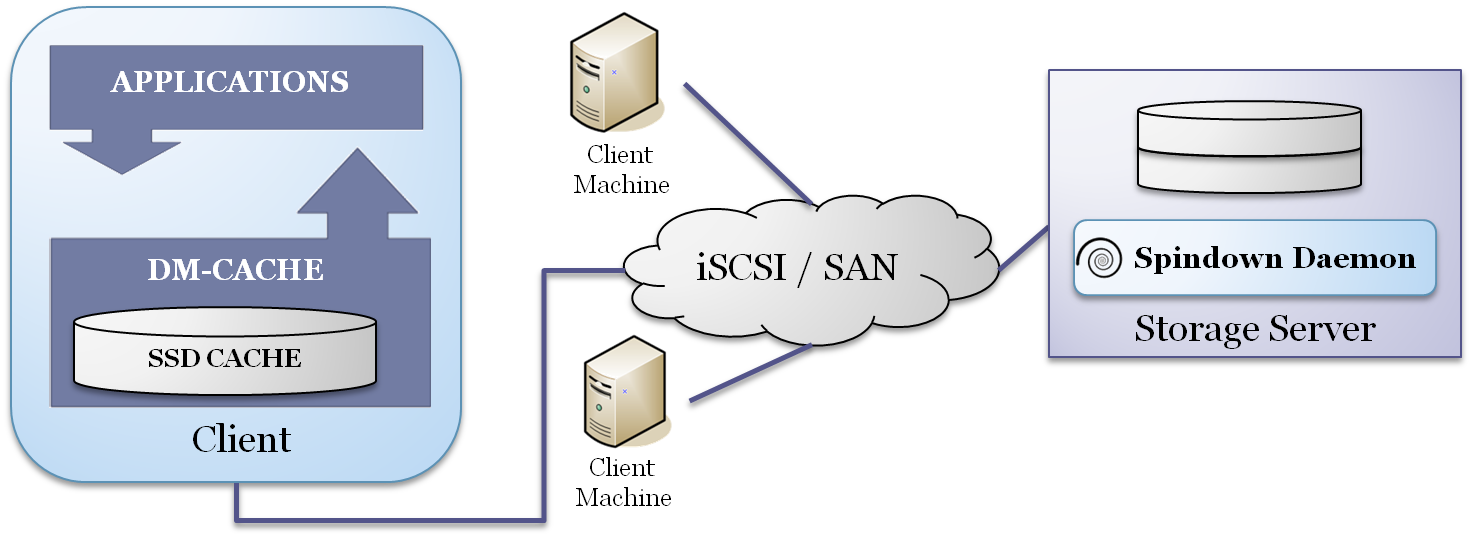 APPLICATIONS
DM-CACHE
SSD CACHE
Client
Client
Machine
Client
Machine
iSCSI / SAN
Spindown Daemon
Storage Server